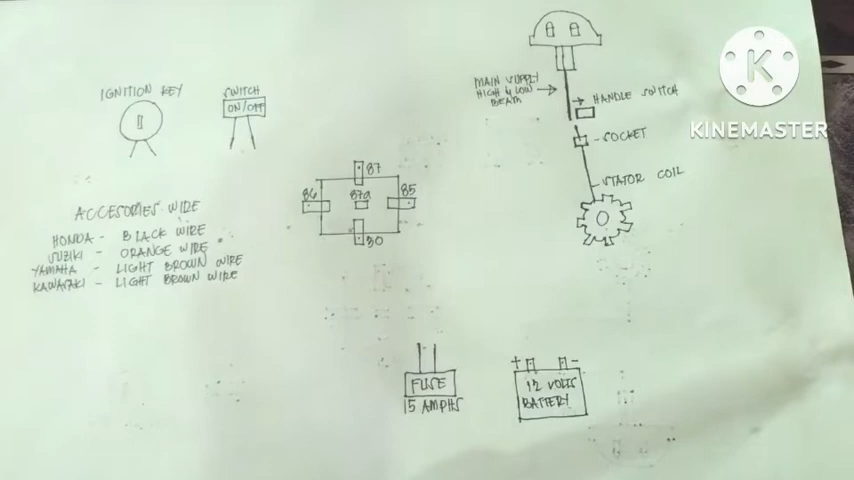 IGNITION KEY
SWITCH
ON/OFF
ACCESORIES WIRE
HONDA - BLACK WIRE
SUZIKI - ORANGE WIRE
YAMAHA - LIGHT BROWN WIRE
KAWASAKI - LIGHT BROWN WIRE
87
86
87a
85
30
MAIN SUPPLY
HIGH & LOW
BEAM
HANDLE SWITCH
SOCKET
STATOR COIL
FUSE
15 AMPHS
+ -
12 VOLTS
BATTERY
K
KINEMASTER